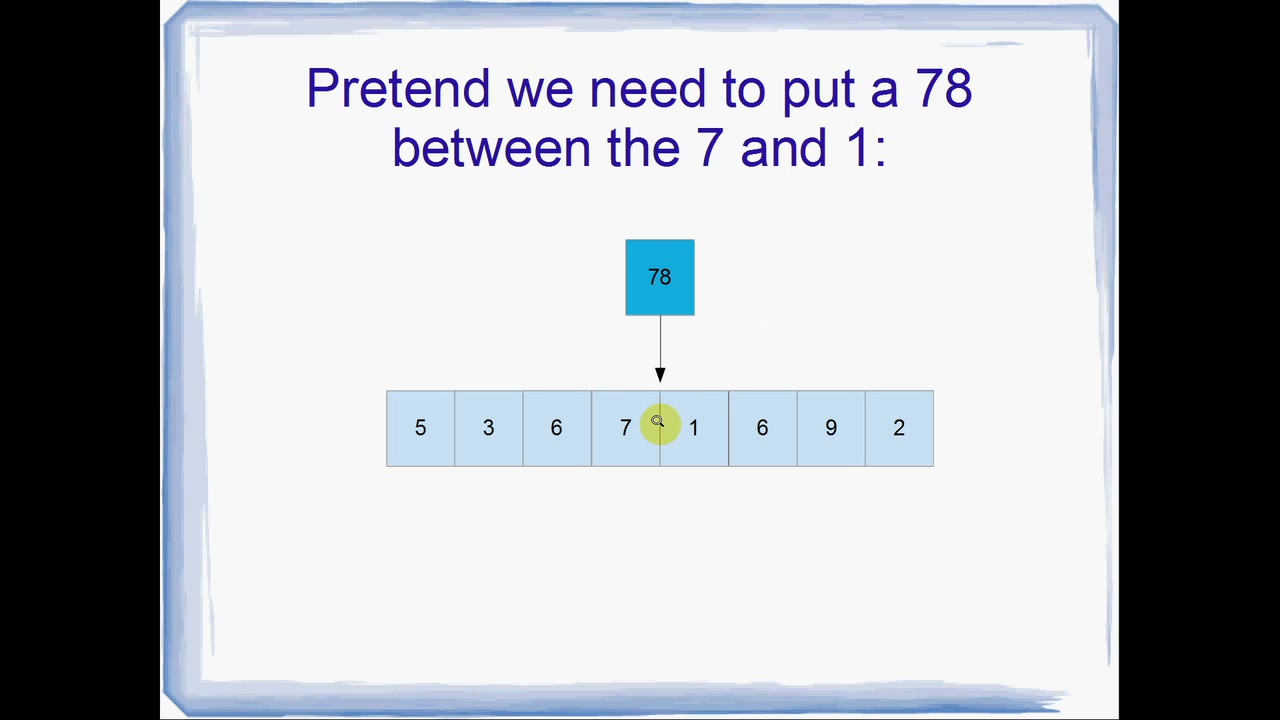 Pretend we need to put a 78
between the 7 and 1:
78
5 3 6 7 1 6 9 2